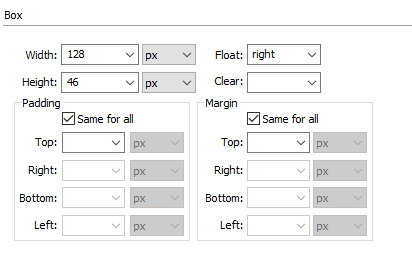 Box
Width: 128 px Float: right
Height: 46 px Clear:
Padding Margin
Same for all Same for all
Top: px Top: px
Right: px Right: px
Bottom: px Bottom: px
Left: px Left: px